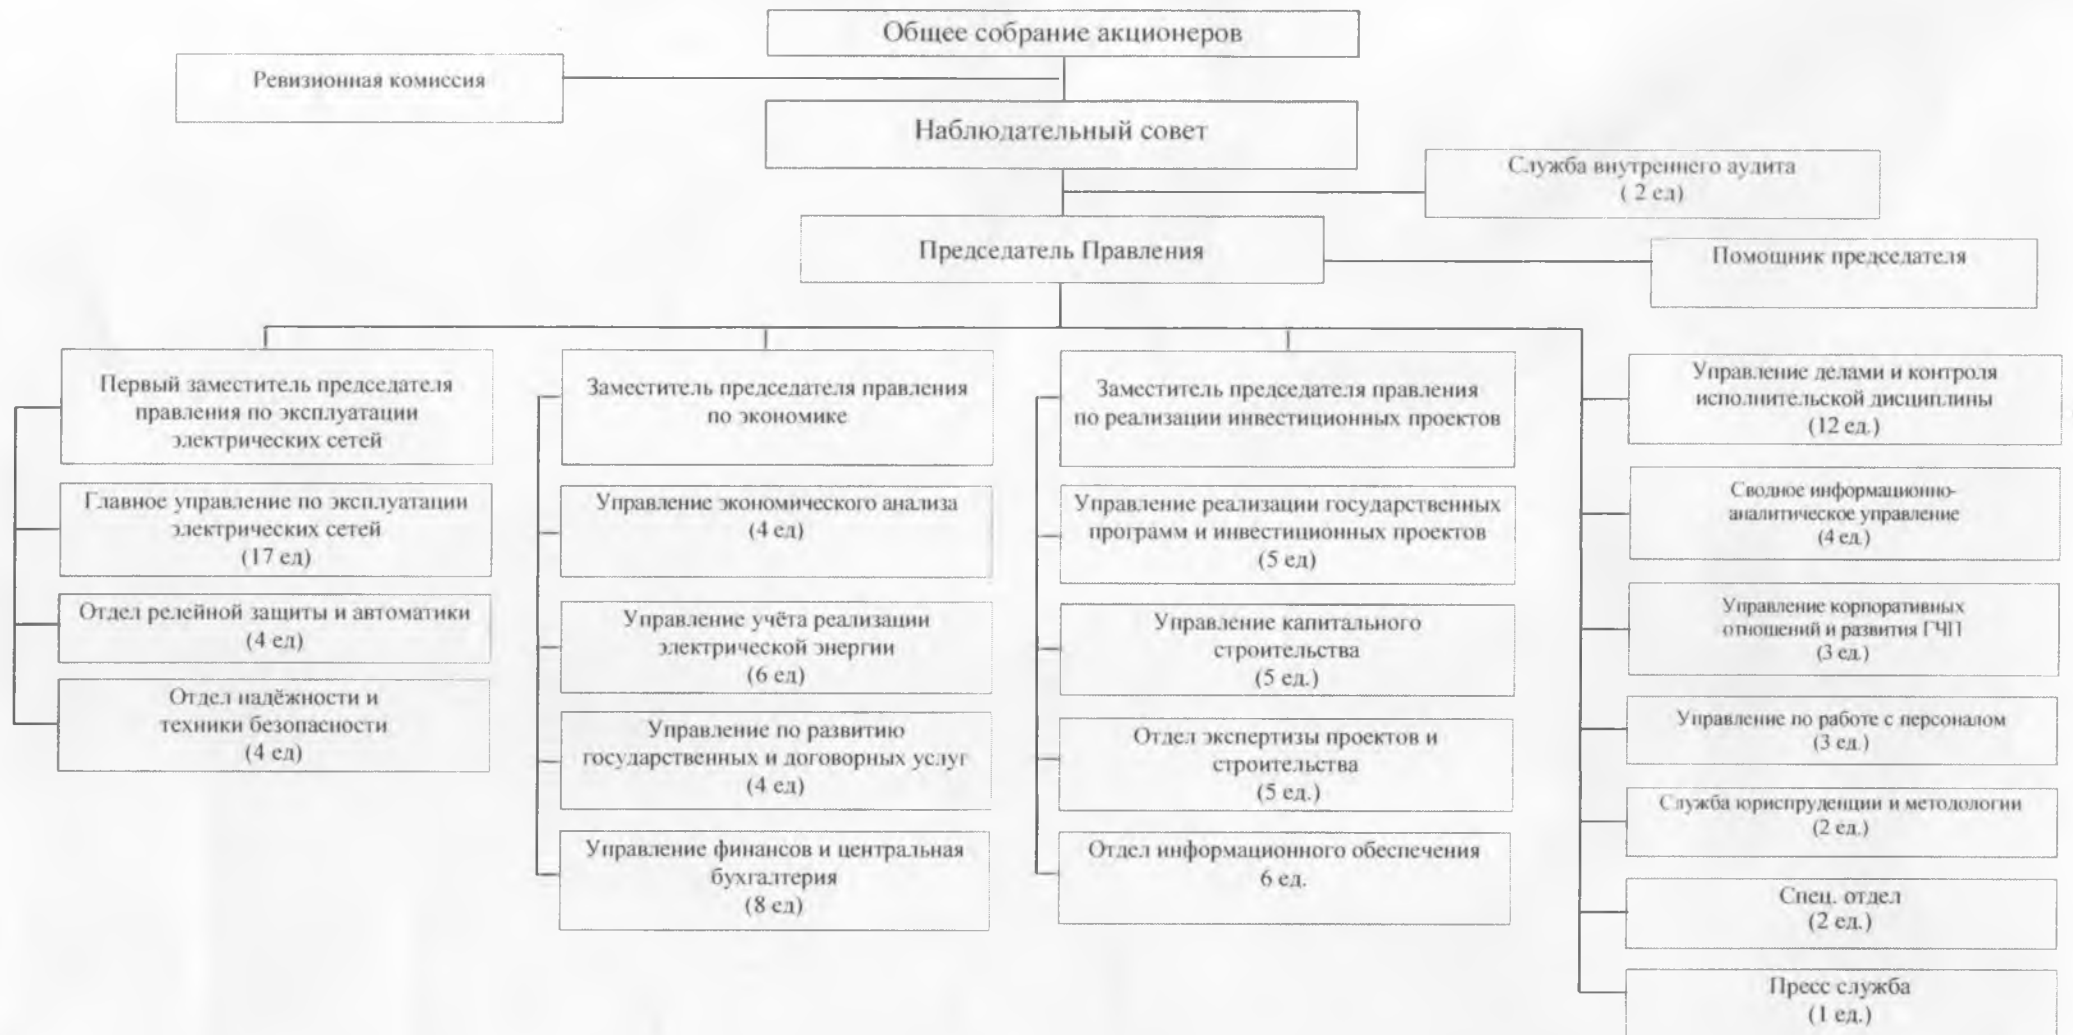 Общее собрание акционеров
Ревизионная комиссия
Наблюдательный совет
Служба внутреннего аудита
( 2 ед)
Председатель Правления
Помощник председателя
Первый заместитель председателя
правления по эксплуатации
электрических сетей
Главное управление по эксплуатации
электрических сетей
(17 ед)
Отдел релейной защиты и автоматики
(4 ед)
Отдел надёжности и
техники безопасности
(4 ед)
Заместитель председателя правления
по экономике
Управление экономического анализа
(4 ед)
Управление учёта реализации
электрической энергии
(6 ед)
Управление по развитию
государственных и договорных услуг
(4 ед)
Управление финансов и центральная
бухгалтерия
(8 ед)
Заместитель председателя правления
по реализации инвестиционных проектов
Управление реализации государственных
программ и инвестиционных проектов
(5 ед)
Управление капитального
строительства
(5 ед.)
Отдел экспертизы проектов и
строительства
(5 ед.)
Отдел информационного обеспечения
6 ед.
Управление делами и контроля
исполнительской дисциплины
(12 ед.)
Сводное информационно-
аналитическое управление
(4 ед.)
Управление корпоративных
отношений и развития ГЧП
(3 ед.)
Управление по работе с персоналом
(3 ед.)
Служба юриспруденции и методологии
(2 ед.)
Спец. отдел
(2 ед.)
Пресс служба
(1 ед.)